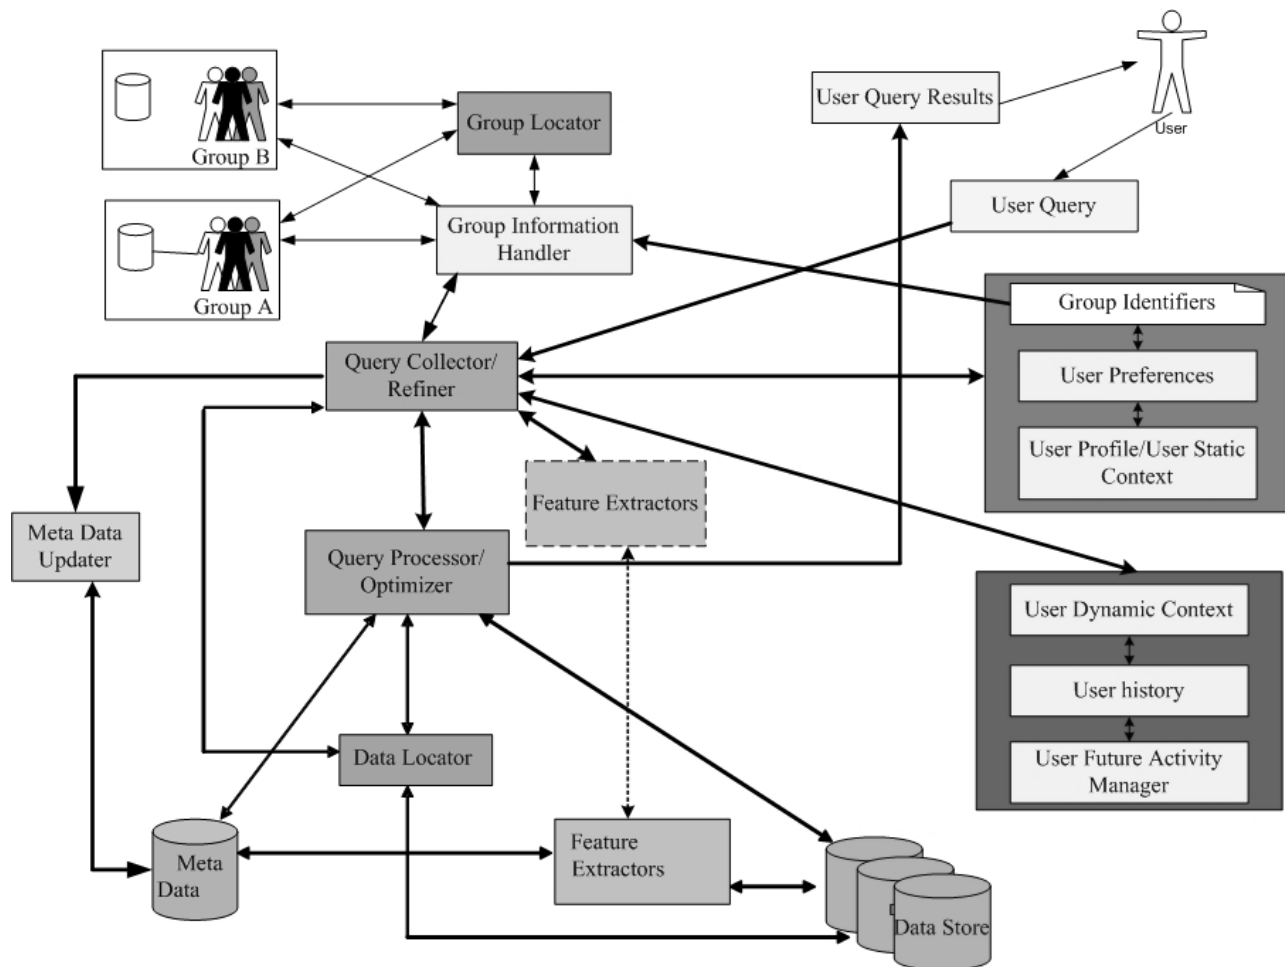 User Query Results
User
Group B
Group Locator
User Query
Group Information
Handler
Group A
Group Identifiers
Query Collector/
Refiner
User Preferences
User Profile/User Static
Context
Feature Extractors
Meta Data
Updater
Query Processor/
Optimizer
User Dynamic Context
User history
Data Locator
User Future Activity
Manager
Feature
Extractors
Meta
Data
Data Store